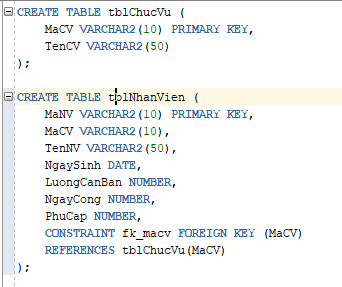 CREATE TABLE tblChucVu (
MaCV VARCHAR2(10) PRIMARY KEY,
TenCV VARCHAR2(50)
);
CREATE TABLE tblNhanVien (
MaNV VARCHAR2(10) PRIMARY KEY,
MaCV VARCHAR2(10),
TenNV VARCHAR2(50),
NgaySinh DATE,
LuongCanBan NUMBER,
NgayCong NUMBER,
PhuCap NUMBER,
CONSTRAINT fk_macv FOREIGN KEY (MaCV)
REFERENCES tblChucVu(MaCV)
);